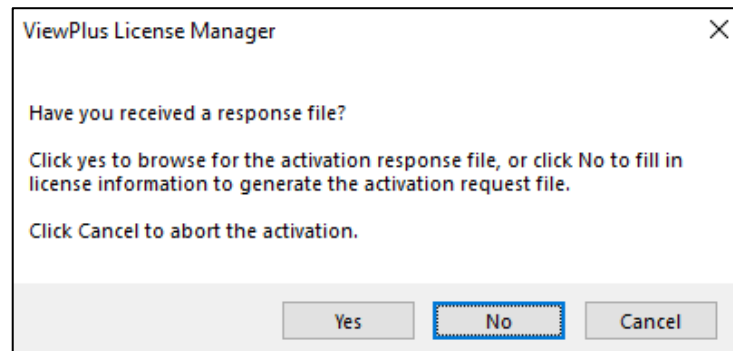 ViewPlus License Manager
Have you received a response file?
Click yes to browse for the activation response file, or click No to fill in
license information to generate the activation request file.
Click Cancel to abort the activation.
Yes
No
Cancel